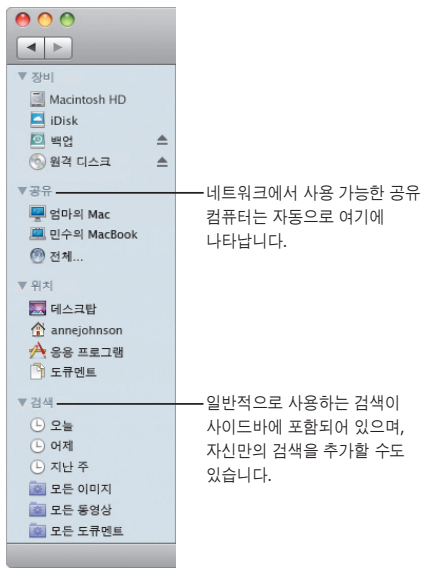 장비
Macintosh HD
iDisk
백업
원격 디스크
공유
엄마의 Mac
민수의 MacBook
전체...
위치
데스크탑
annejohnson
응용 프로그램
도큐멘트
검색
오늘
어제
지난 주
모든 이미지
모든 동영상
모든 도큐멘트
네트워크에서 사용 가능한 공유
컴퓨터는 자동으로 여기에
나타납니다.
일반적으로 사용하는 검색이
사이드바에 포함되어 있으며,
자신만의 검색을 추가할 수도
있습니다.